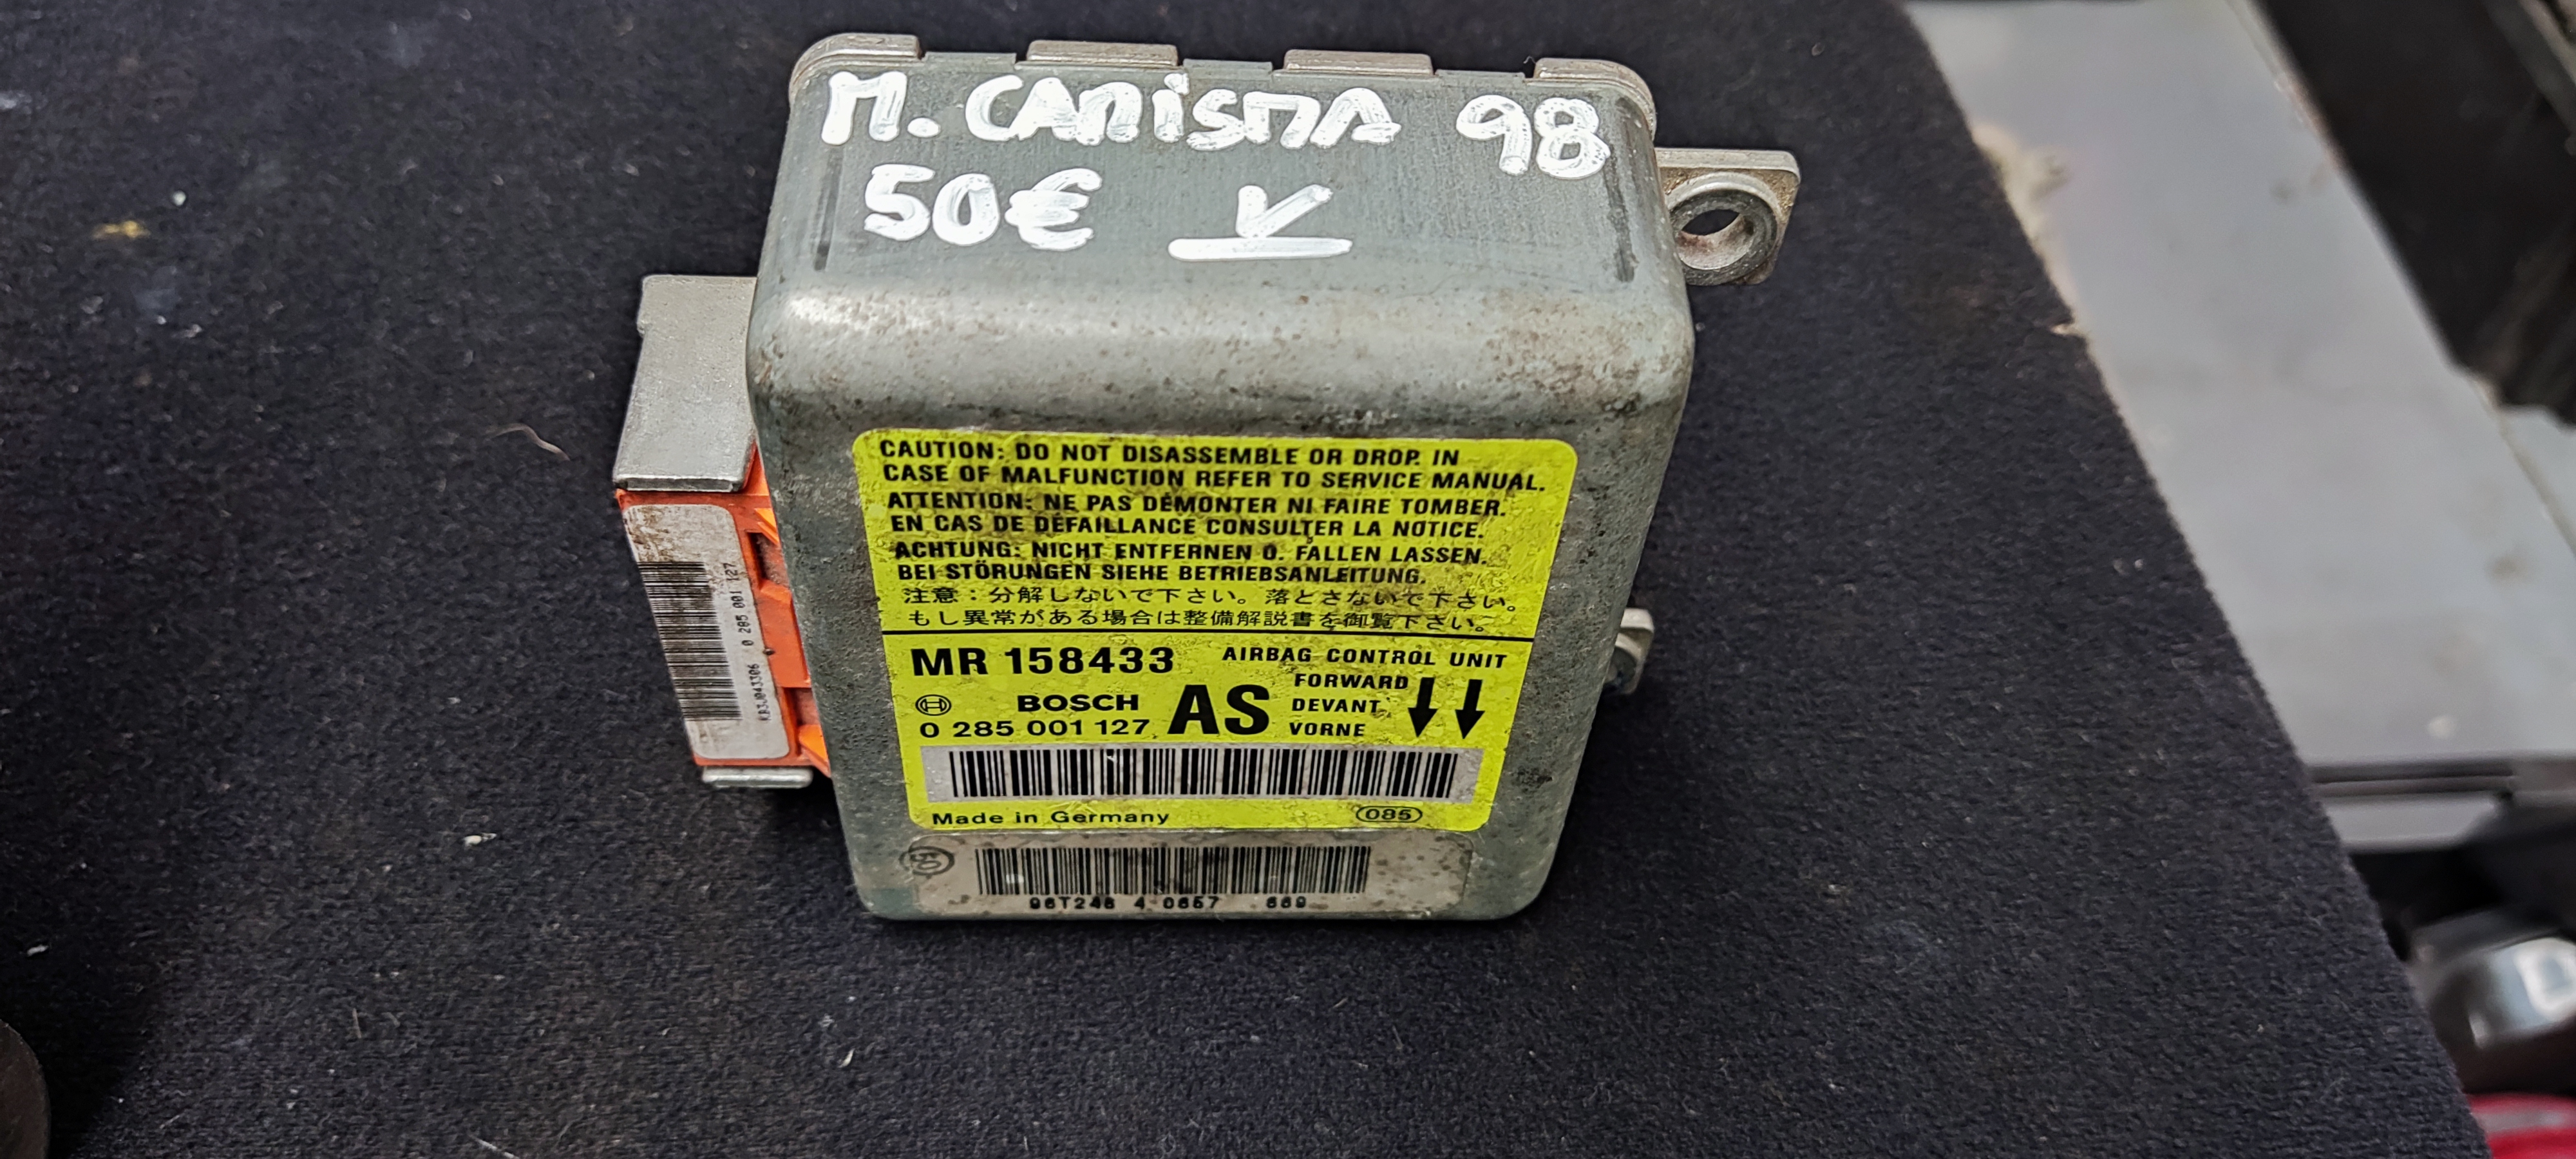 M. CARISMA 98
50€ V
CAUTION: DO NOT DISASSEMBLE OR DROP. IN
CASE OF MALFUNCTION REFER TO SERVICE MANUAL.
ATTENTION: NE PAS DÉMONTER NI FAIRE TOMBER.
EN CAS DE DÉFAILLANCE CONSULTER LA NOTICE.
ACHTUNG: NICHT ENTFERNEN O. FALLEN LASSEN.
BEI STÖRUNGEN SIEHE BETRIEBSANLEITUNG.
注意：分解しないで下さい。落とさないで下さい。
もし異常がある場合は整備解説書を御覧下さい。
MR 158433 AIRBAG CONTROL UNIT
FORWARD
BOSCH AS DEVANT
0 285 001 127 VORNE
Made in Germany 085
96T246 4 0657 669
0 285 001 127